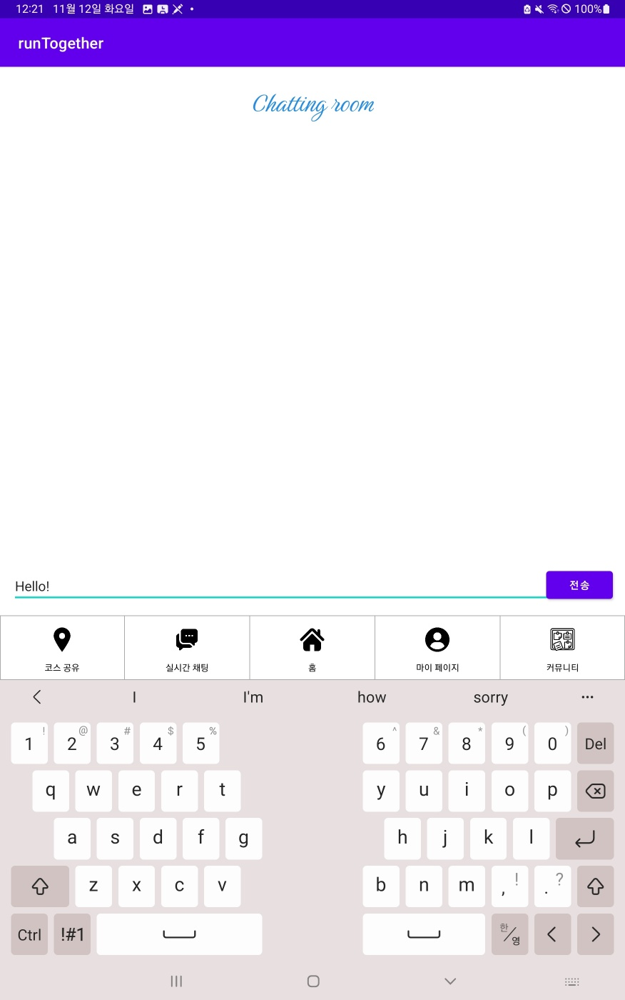 12:21 11월 12일 화요일 100%
runTogether
Chatting room
Hello! 전송
코스 공유 실시간 채팅 홈 마이 페이지 커뮤니티
I I'm how sorry
1 ! 2 @ 3 # 4 $ 5 % 6 ^ 7 & 8 * 9 ( 0 ) Del
q w e r t y u i o p
a s d f g h j k l
z x c v b n m , ! . ?
Ctrl !#1 한/영